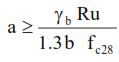 a ≥ γb Ru
1.3b fc28